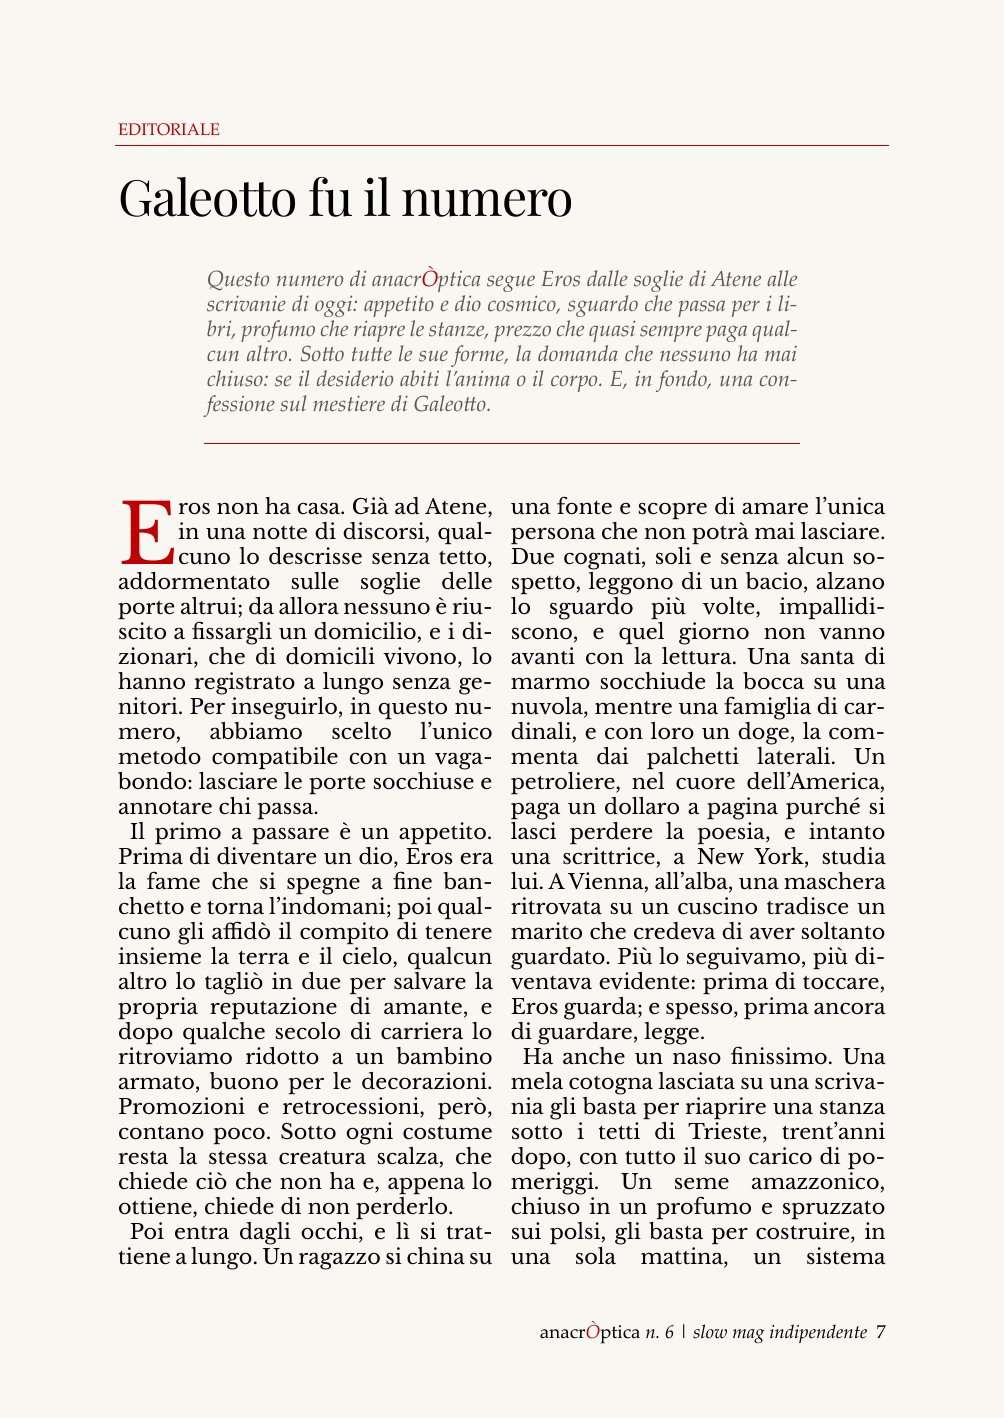 EDITORIALE
Galeotto fu il numero
Questo numero di anacrÒptica segue Eros dalle soglie di Atene alle
scrivanie di oggi: appetito e dio cosmico, sguardo che passa per i li-
bri, profumo che riapre le stanze, prezzo che quasi sempre paga qual-
cun altro. Sotto tutte le sue forme, la domanda che nessuno ha mai
chiuso: se il desiderio abiti l’anima o il corpo. E, in fondo, una con-
fessione sul mestiere di Galeotto.
Eros non ha casa. Già ad Atene,
in una notte di discorsi, qual-
cuno lo descrisse senza tetto,
addormentato sulle soglie delle
porte altrui; da allora nessuno è riu-
scito a fissargli un domicilio, e i di-
zionari, che di domicili vivono, lo
hanno registrato a lungo senza ge-
nitori. Per inseguirlo, in questo nu-
mero, abbiamo scelto l’unico
metodo compatibile con un vaga-
bondo: lasciare le porte socchiuse e
annotare chi passa.
Il primo a passare è un appetito.
Prima di diventare un dio, Eros era
la fame che si spegne a fine ban-
chetto e torna l’indomani; poi qual-
cuno gli affidò il compito di tenere
insieme la terra e il cielo, qualcun
altro lo tagliò in due per salvare la
propria reputazione di amante, e
dopo qualche secolo di carriera lo
ritroviamo ridotto a un bambino
armato, buono per le decorazioni.
Promozioni e retrocessioni, però,
contano poco. Sotto ogni costume
resta la stessa creatura scalza, che
chiede ciò che non ha e, appena lo
ottiene, chiede di non perderlo.
Poi entra dagli occhi, e lì si trat-
tiene a lungo. Un ragazzo si china su
una fonte e scopre di amare l’unica
persona che non potrà mai lasciare.
Due cognati, soli e senza alcun so-
spetto, leggono di un bacio, alzano
lo sguardo più volte, impallidi-
scono, e quel giorno non vanno
avanti con la lettura. Una santa di
marmo socchiude la bocca su una
nuvola, mentre una famiglia di car-
dinali, e con loro un doge, la com-
menta dai palchetti laterali. Un
petroliere, nel cuore dell’America,
paga un dollaro a pagina purché si
lasci perdere la poesia, e intanto
una scrittrice, a New York, studia
lui. A Vienna, all’alba, una maschera
ritrovata su un cuscino tradisce un
marito che credeva di aver soltanto
guardato. Più lo seguivamo, più di-
ventava evidente: prima di toccare,
Eros guarda; e spesso, prima ancora
di guardare, legge.
Ha anche un naso finissimo. Una
mela cotogna lasciata su una scriva-
nia gli basta per riaprire una stanza
sotto i tetti di Trieste, trent’anni
dopo, con tutto il suo carico di po-
meriggi. Un seme amazzonico,
chiuso in un profumo e spruzzato
sui polsi, gli basta per costruire, in
una sola mattina, un sistema
anacrÒptica n. 6 | slow mag indipendente 7